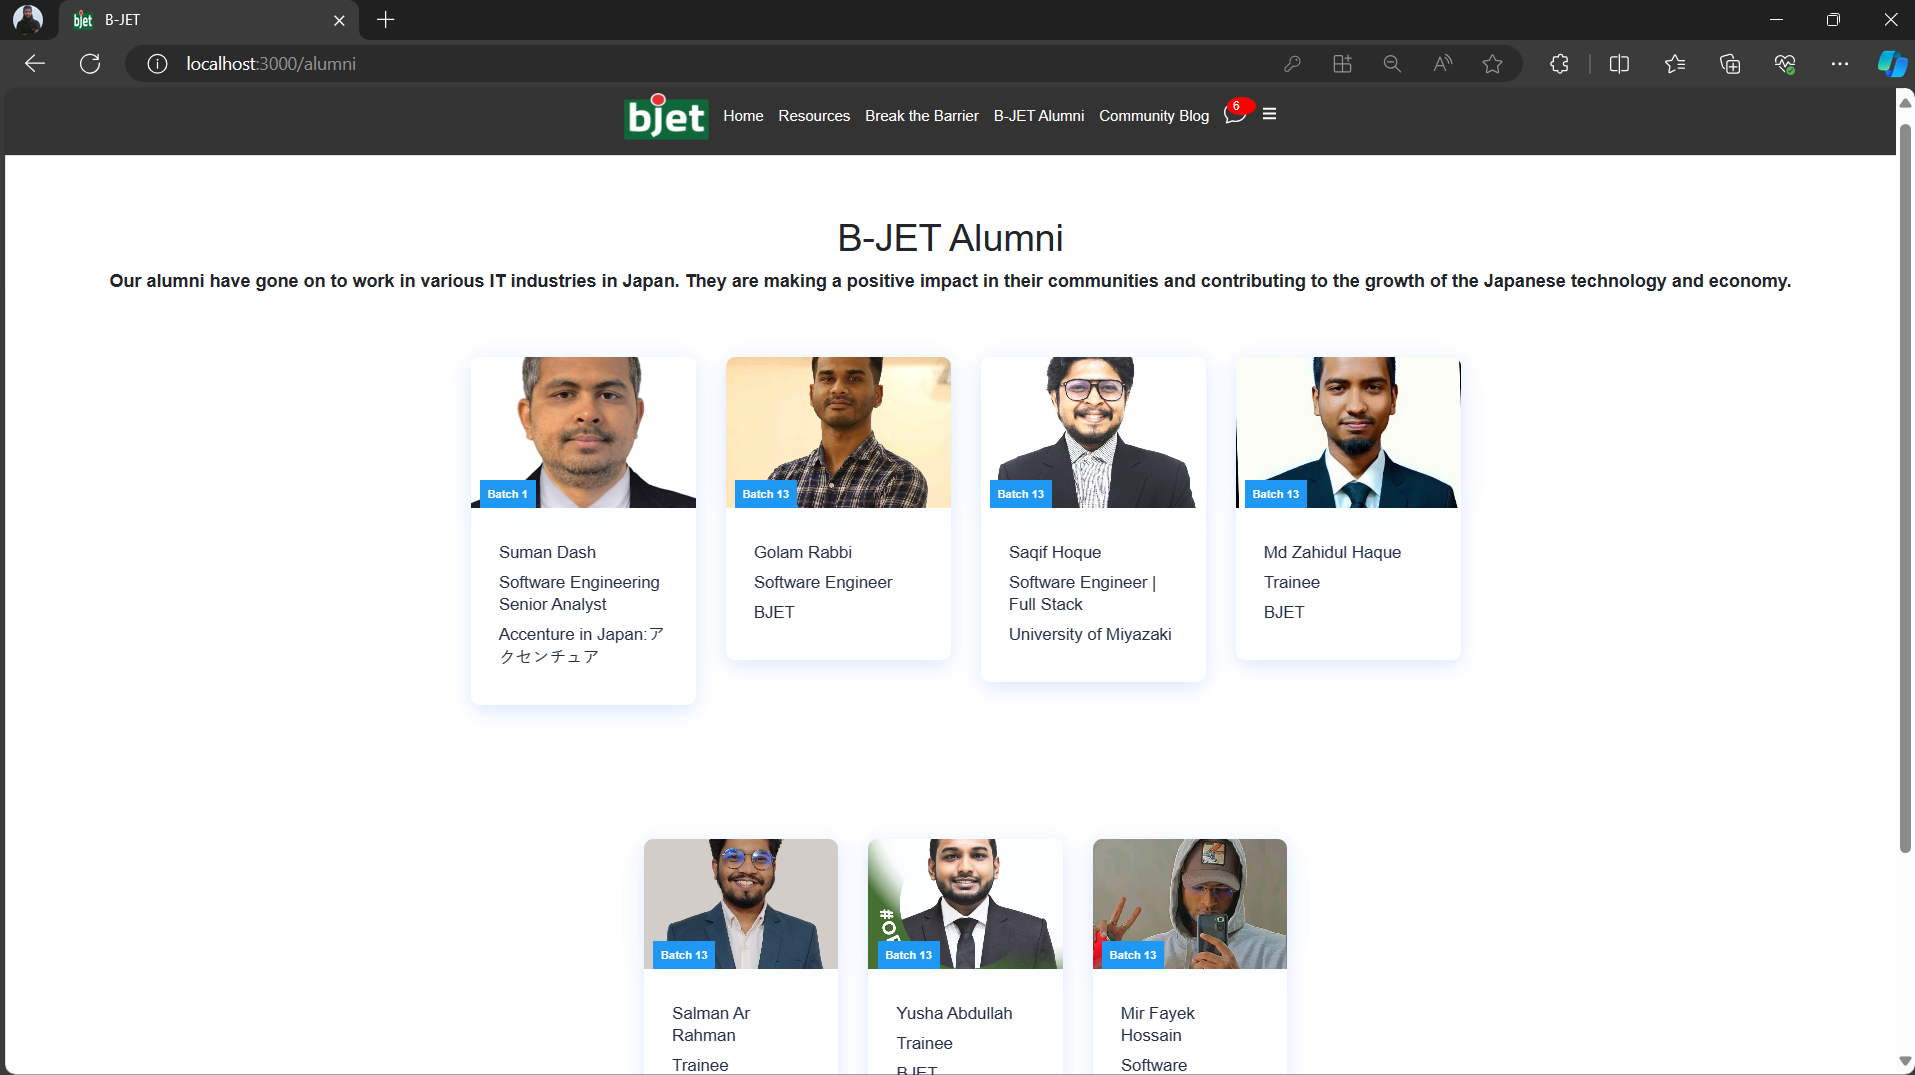 bjet B-JET
localhost:3000/alumni
bjet Home Resources Break the Barrier B-JET Alumni Community Blog 6
B-JET Alumni
Our alumni have gone on to work in various IT industries in Japan. They are making a positive impact in their communities and contributing to the growth of the Japanese technology and economy.
Batch 1
Suman Dash
Software Engineering
Senior Analyst
Accenture in Japan:ア
クセンチュア
Batch 13
Golam Rabbi
Software Engineer
BJET
Batch 13
Saqif Hoque
Software Engineer |
Full Stack
University of Miyazaki
Batch 13
Md Zahidul Haque
Trainee
BJET
Batch 13
Salman Ar
Rahman
Trainee
Batch 13
Yusha Abdullah
Trainee
BJET
Batch 13
Mir Fayek
Hossain
Software